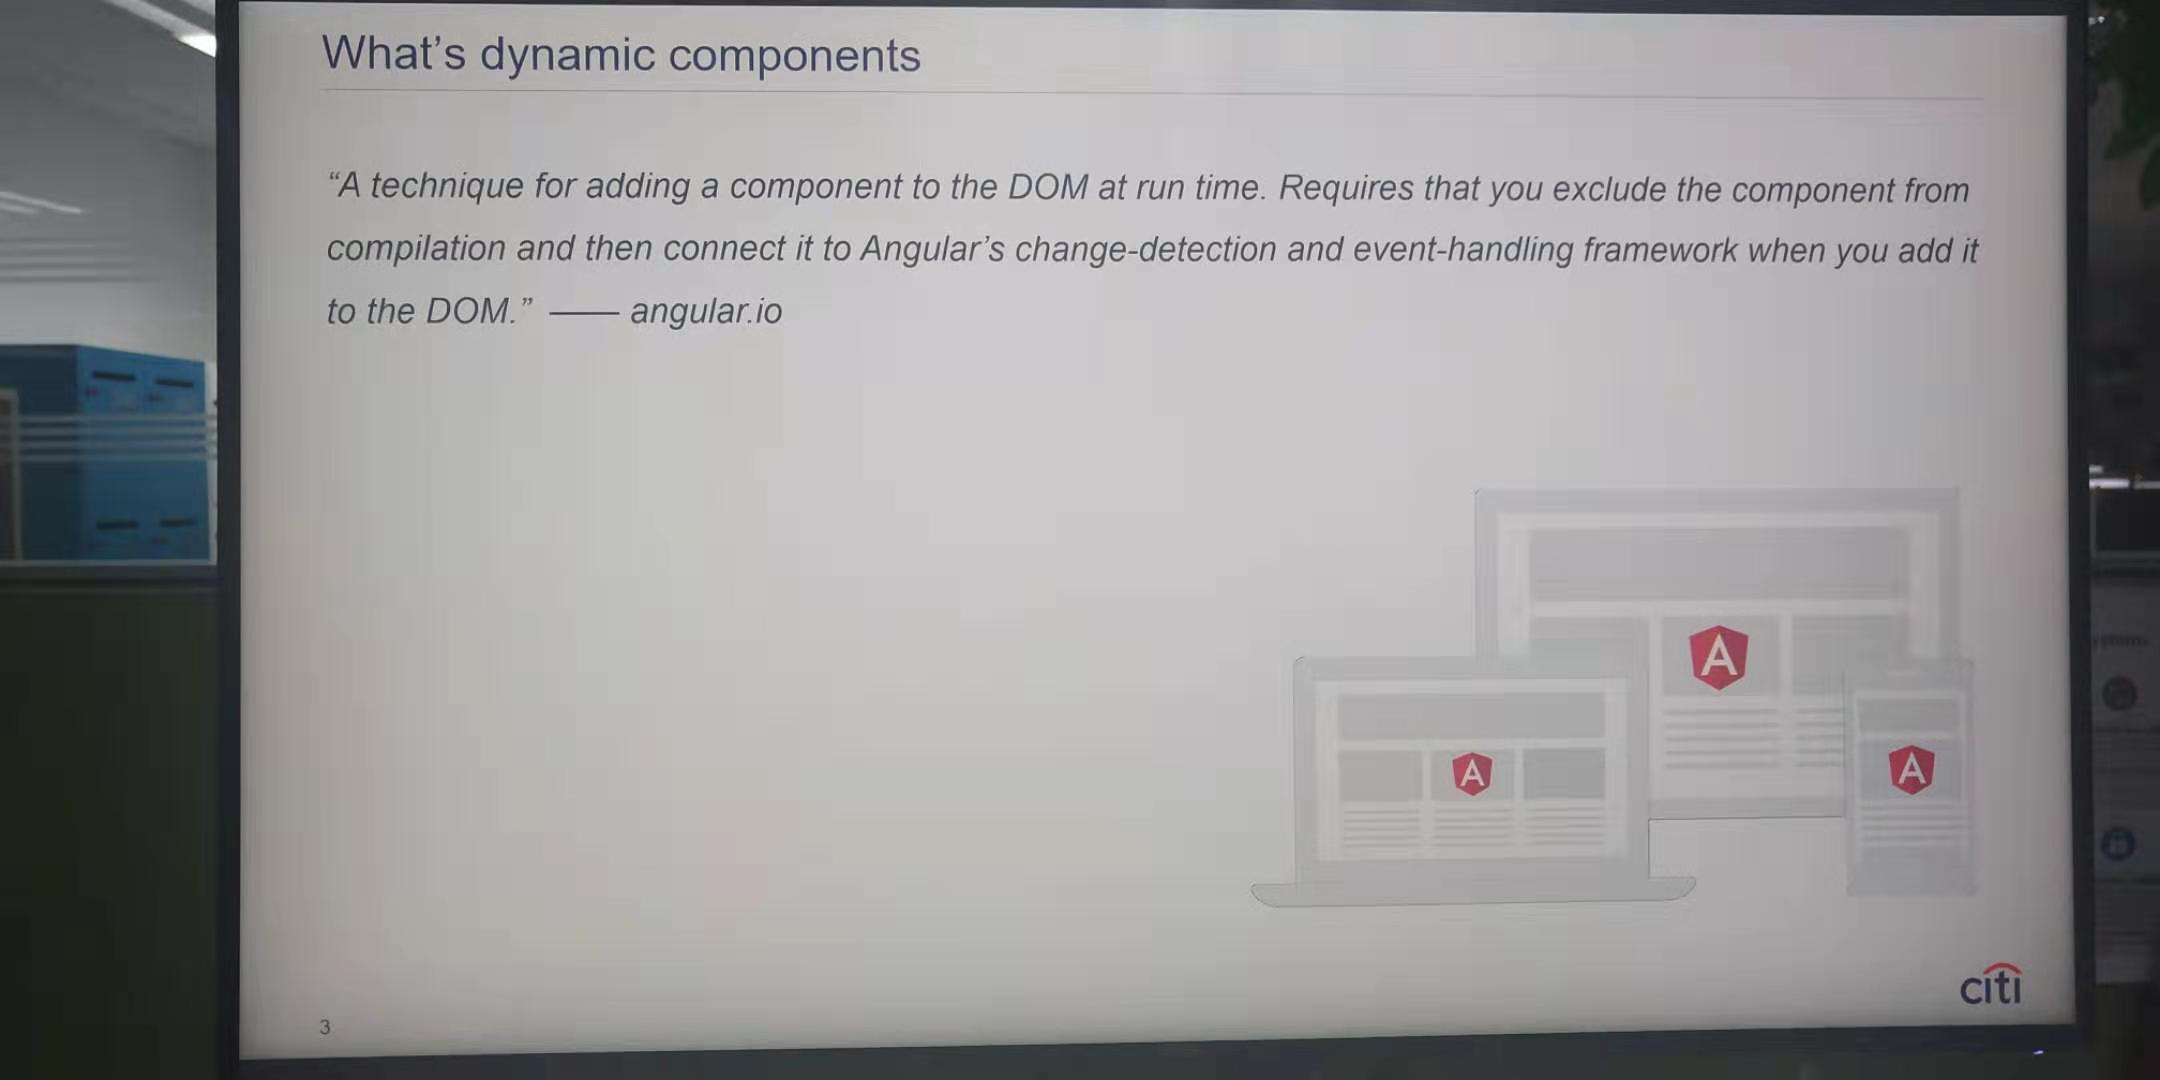 What's dynamic components
“A technique for adding a component to the DOM at run time. Requires that you exclude the component from
compilation and then connect it to Angular’s change-detection and event-handling framework when you add it
to the DOM.” —— angular.io
A
A
A
citi
3